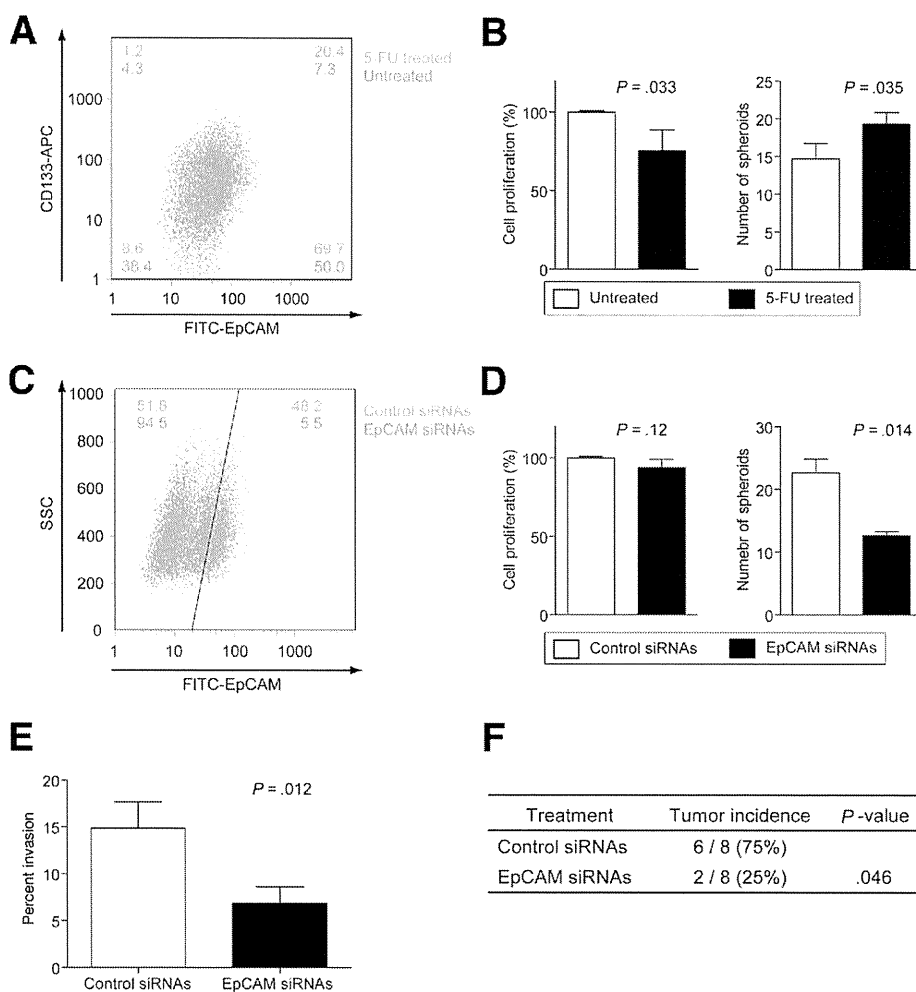 A
1.2
4.3
20.4
7.3
5-FU treated
Untreated
1000
100
10
1
CD133-APC
9.6
38.4
69.7
50.0
1 10 100 1000
FITC-EpCAM
B
P = .033
100
50
0
Cell proliferation (%)
P = .035
25
20
15
10
5
0
Number of spheroids
Untreated 5-FU treated
C
1000
800
600
400
200
0
SSC
51.8
94.5
48.2
5.5
Control siRNAs
EpCAM siRNAs
1 10 100 1000
FITC-EpCAM
D
P = .12
100
50
0
Cell proliferation (%)
P = .014
30
20
10
0
Numebr of spheroids
Control siRNAs EpCAM siRNAs
E
P = .012
20
15
10
5
0
Percent invasion
Control siRNAs EpCAM siRNAs
F
Treatment Tumor incidence P -value
Control siRNAs 6 / 8 (75%)
EpCAM siRNAs 2 / 8 (25%) .046